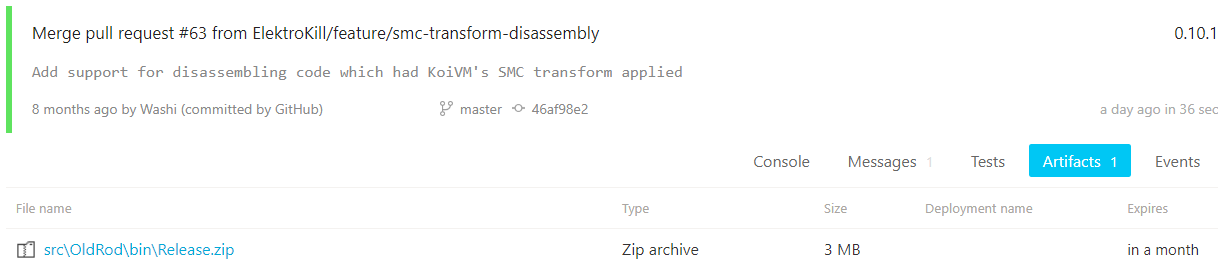 Merge pull request #63 from ElektroKill/feature/smc-transform-disassembly 0.10.1
Add support for disassembling code which had KoiVM's SMC transform applied
8 months ago by Washi (committed by GitHub) master 46af98e2 a day ago in 36 sec
Console Messages 1 Tests Artifacts 1 Events
File name Type Size Deployment name Expires
src\OldRod\bin\Release.zip Zip archive 3 MB in a month